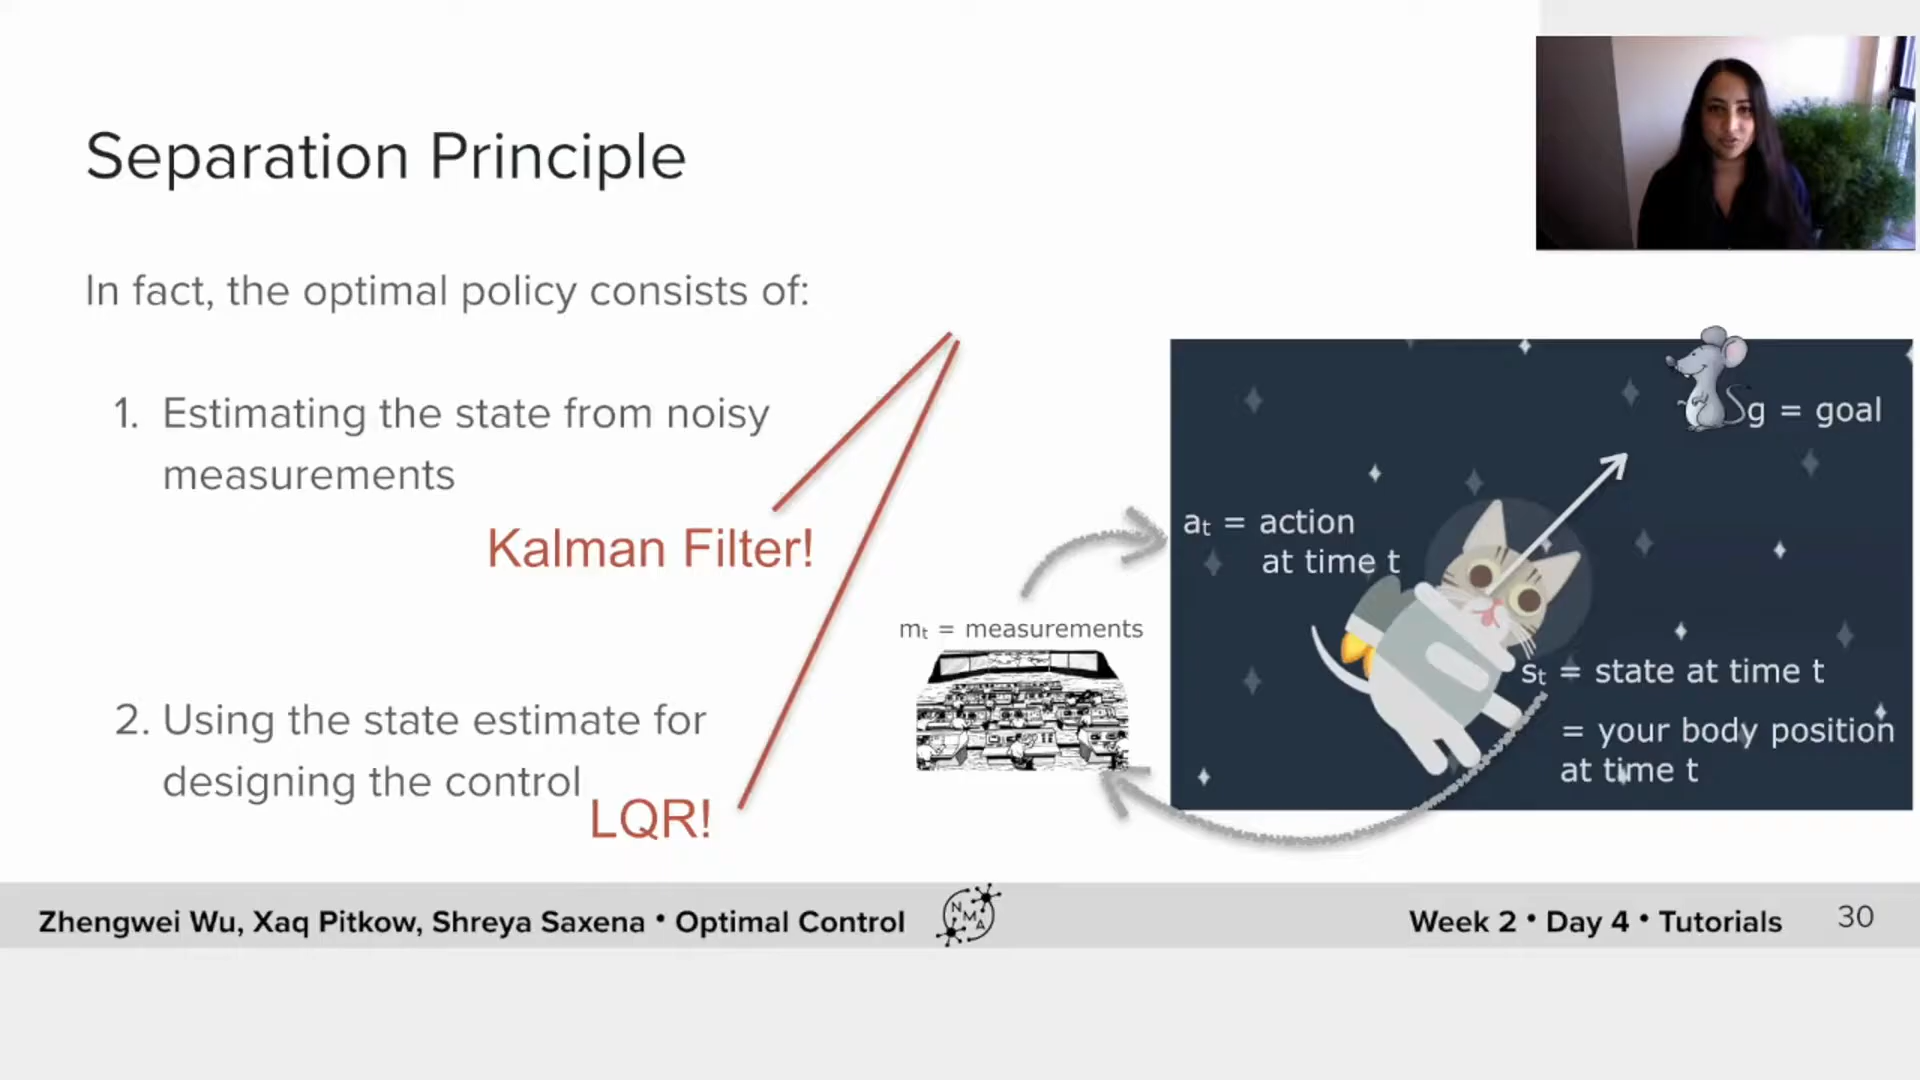 Separation Principle
In fact, the optimal policy consists of:
1. Estimating the state from noisy
measurements
Kalman Filter!
2. Using the state estimate for
designing the control
LQR!
mₜ = measurements
g = goal
aₜ = action
at time t
sₜ = state at time t
= your body position
at time t
Zhengwei Wu, Xaq Pitkow, Shreya Saxena • Optimal Control
NMA
Week 2 • Day 4 • Tutorials
30